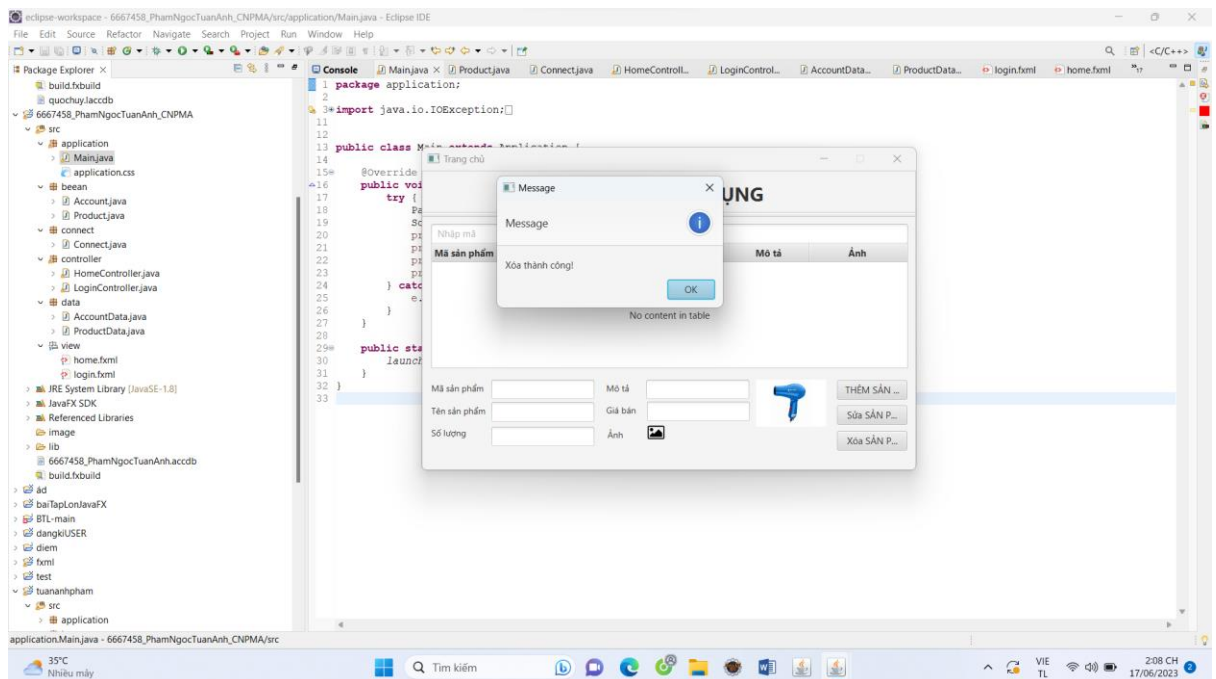 eclipse-workspace - 6667458_PhamNgocTuanAnh_CNPMA/src/application/Main.java - Eclipse IDE
File Edit Source Refactor Navigate Search Project Run Window Help
<C/C++>
Package Explorer
build.fxbuild
quochuy.laccdb
6667458_PhamNgocTuanAnh_CNPMA
src
application
Main.java
application.css
beean
Account.java
Product.java
connect
Connect.java
controller
HomeController.java
LoginController.java
data
AccountData.java
ProductData.java
view
home.fxml
login.fxml
JRE System Library [JavaSE-1.8]
JavaFX SDK
Referenced Libraries
image
lib
6667458_PhamNgocTuanAnh.accdb
build.fxbuild
ád
baiTapLonJavaFX
BTL-main
dangkiUSER
diem
fxml
test
tuananhpham
src
application
Console Main.java Product.java Connect.java HomeControll... LoginControl... AccountData... ProductData... login.fxml home.fxml
1 package application;
2
3 import java.io.IOException;
11
12
13 public class Main extends Application {
14
15 @Override
16 public voi
17 try {
18 Pa
19 Sc
20 pr
21 pr
22 pr
23 pr
24 } catc
25 e.
26 }
27 }
28
29 public sta
30 launch
31 }
32 }
33
Trang chủ
ỤNG
Nhập mã
Mã sản phẩm Mô tả Ảnh
No content in table
Message
Message
Xóa thành công!
OK
Mã sản phẩm Mô tả THÊM SẢN ...
Tên sản phẩm Giá bán Sửa SẢN P...
Số lượng Ảnh Xóa SẢN P...
application.Main.java - 6667458_PhamNgocTuanAnh_CNPMA/src
35°C
Nhiều mây
Tìm kiếm
VIE
TL
2:08 CH
17/06/2023
2